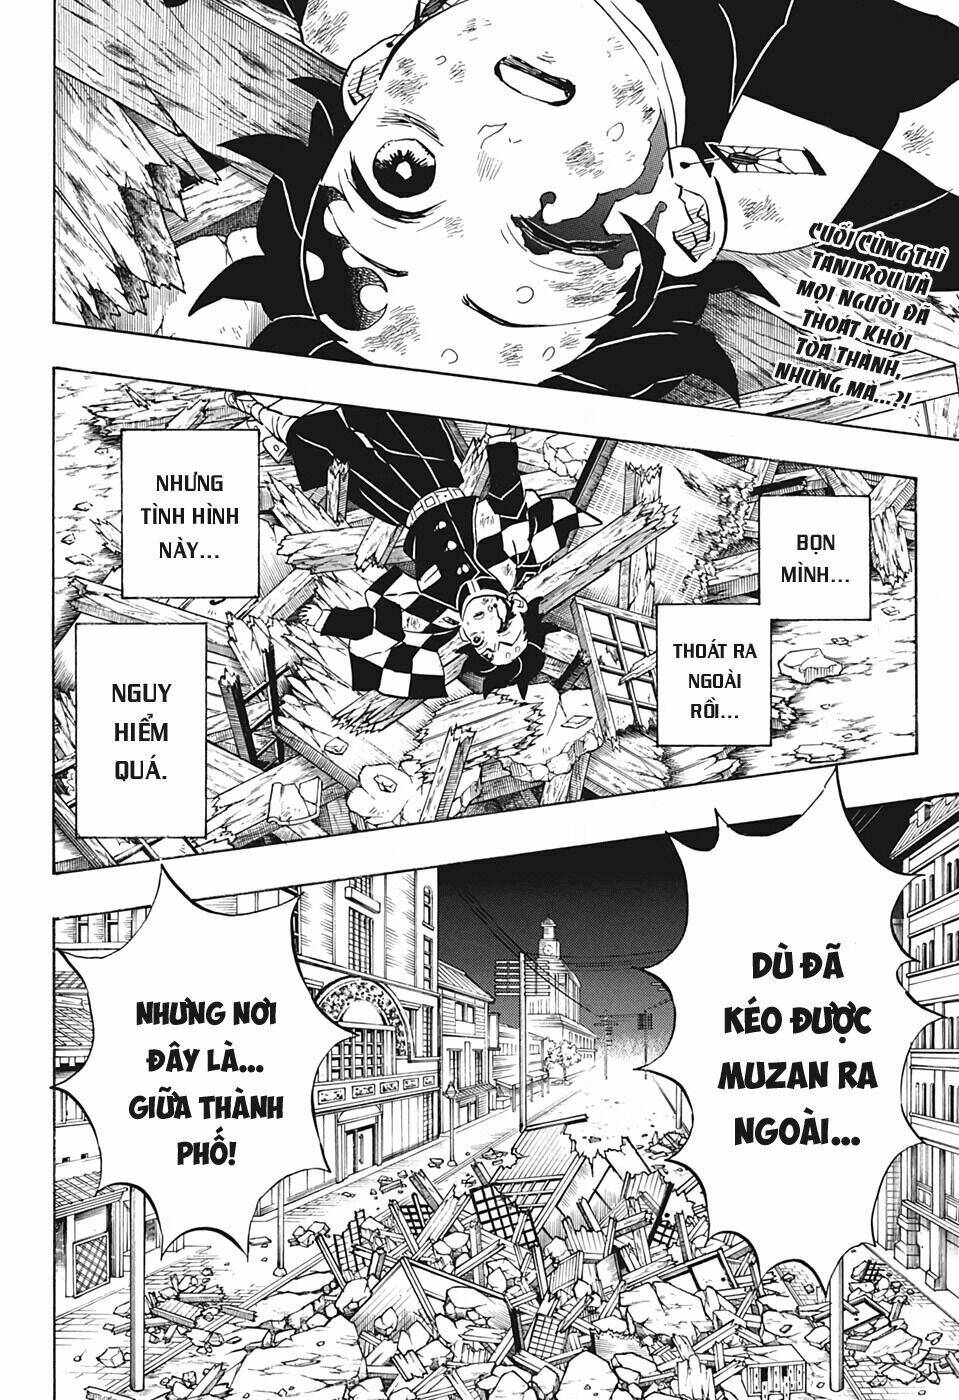 CUỐI CÙNG THÌ
TANJIROU VÀ
MỌI NGƯỜI ĐÃ
THOÁT KHỎI
TÒA THÀNH,
NHƯNG MÀ...?!
BỌN
MÌNH...
THOÁT RA
NGOÀI
RỒI...
NHƯNG
TÌNH HÌNH
NÀY...
NGUY
HIỂM
QUÁ.
DÙ ĐÃ
KÉO ĐƯỢC
MUZAN RA
NGOÀI...
NHƯNG NƠI
ĐÂY LÀ...
GIỮA THÀNH
PHỐ!